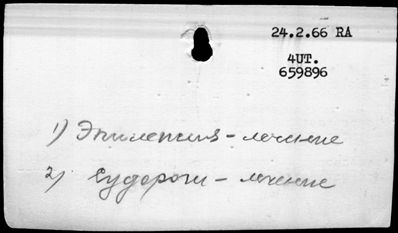 24.2.66 RA
4UT.
659896
1) Эпилепсия - лечение
2) Судороги - лечение